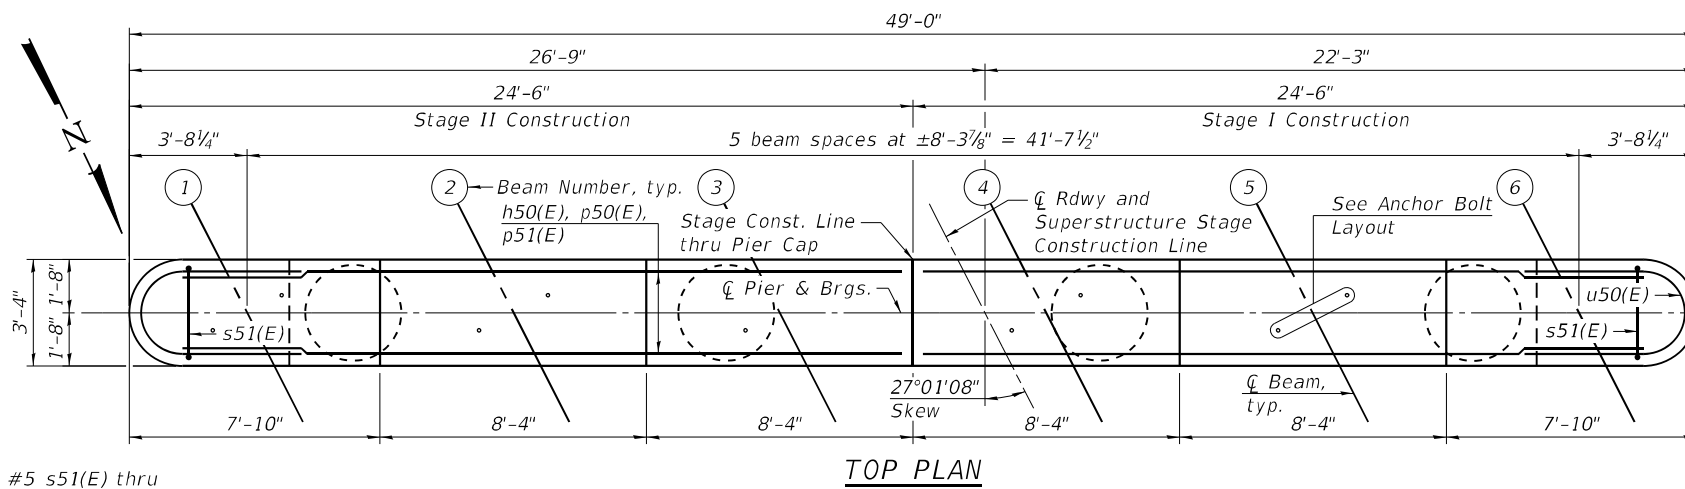 49'-0"
26'-9" 22'-3"
24'-6" 24'-6"
Stage II Construction Stage I Construction
3'-8¼" 5 beam spaces at ±8'-3⅞" = 41'-7½" 3'-8¼"
N
1 2 3 4 5 6
Beam Number, typ.
h50(E), p50(E),
p51(E)
Stage Const. Line
thru Pier Cap
℄ Rdwy and
Superstructure Stage
Construction Line
See Anchor Bolt
Layout
3'-4"
1'-8"
1'-8"
℄ Pier & Brgs.
u50(E)
s51(E)
s51(E)
27°01'08"
Skew
℄ Beam,
typ.
7'-10" 8'-4" 8'-4" 8'-4" 8'-4" 7'-10"
TOP PLAN
#5 s51(E) thru